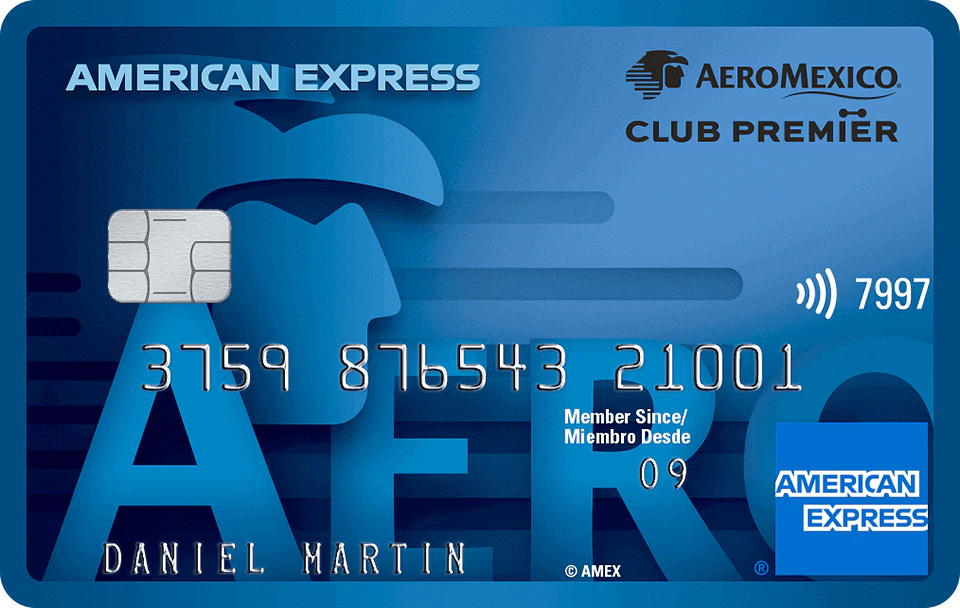 AMERICAN EXPRESS
AEROMEXICO®
CLUB PREMIER
7997
3759 876543 21001
AERO
Member Since/
Miembro Desde
09
AMERICAN
EXPRESS
DANIEL MARTIN
© AMEX
®